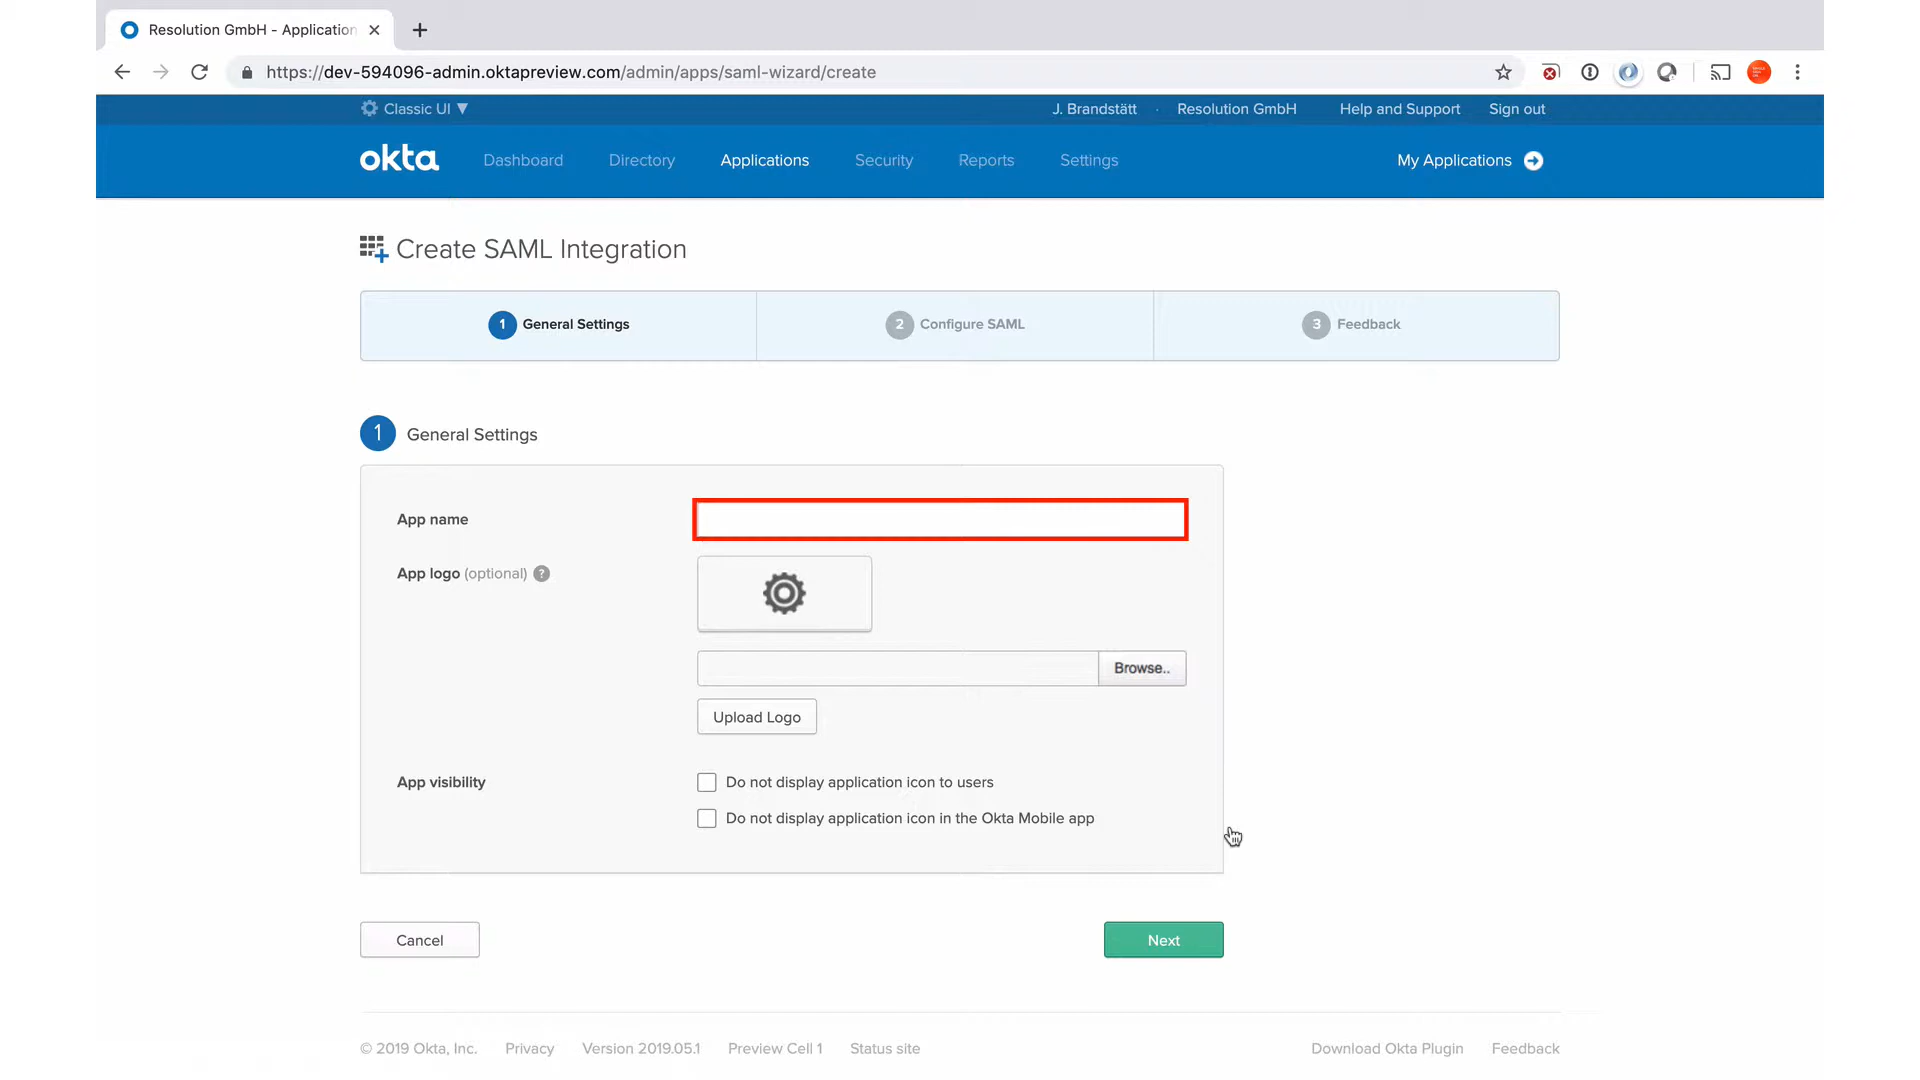 Resolution GmbH - Application
https://dev-594096-admin.oktapreview.com/admin/apps/saml-wizard/create
Classic UI
J. Brandstätt · Resolution GmbH Help and Support Sign out
okta Dashboard Directory Applications Security Reports Settings My Applications
Create SAML Integration
1 General Settings 2 Configure SAML 3 Feedback
1 General Settings
App name
App logo (optional) ?
Browse..
Upload Logo
App visibility Do not display application icon to users
Do not display application icon in the Okta Mobile app
Cancel Next
© 2019 Okta, Inc. Privacy Version 2019.05.1 Preview Cell 1 Status site Download Okta Plugin Feedback